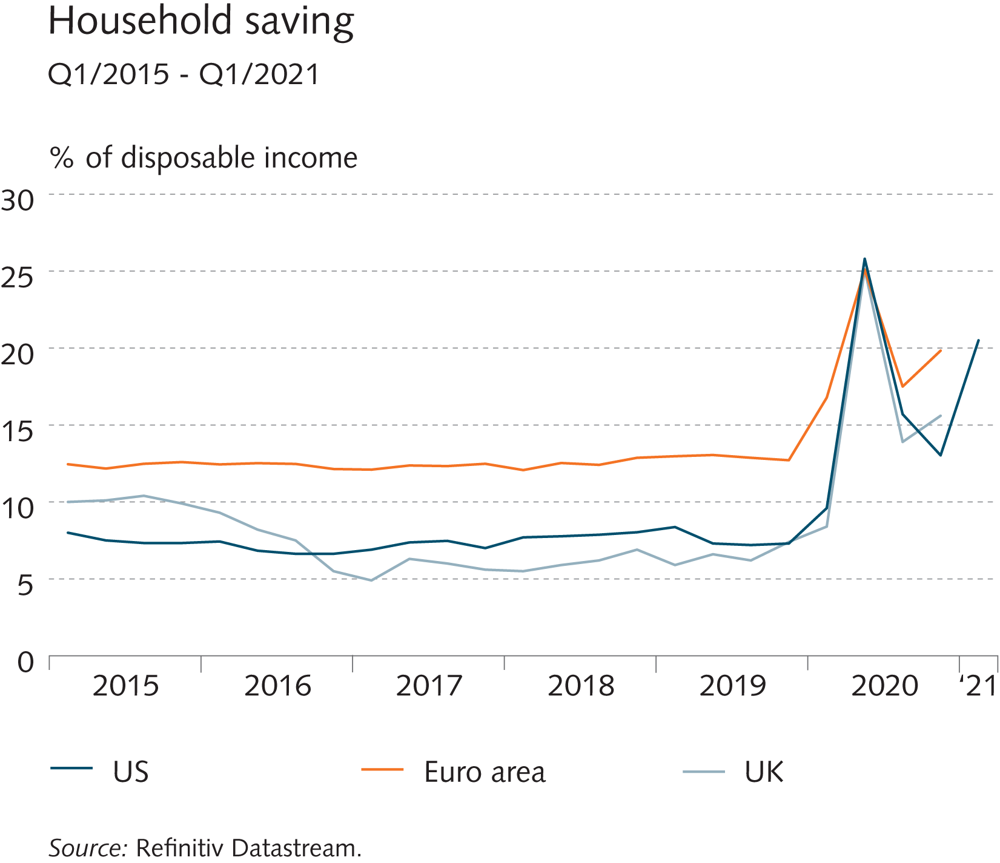 Household saving
Q1/2015 - Q1/2021
% of disposable income
30
25
20
15
10
5
0
2015 2016 2017 2018 2019 2020 ‘21
US Euro area UK
Source: Refinitiv Datastream.